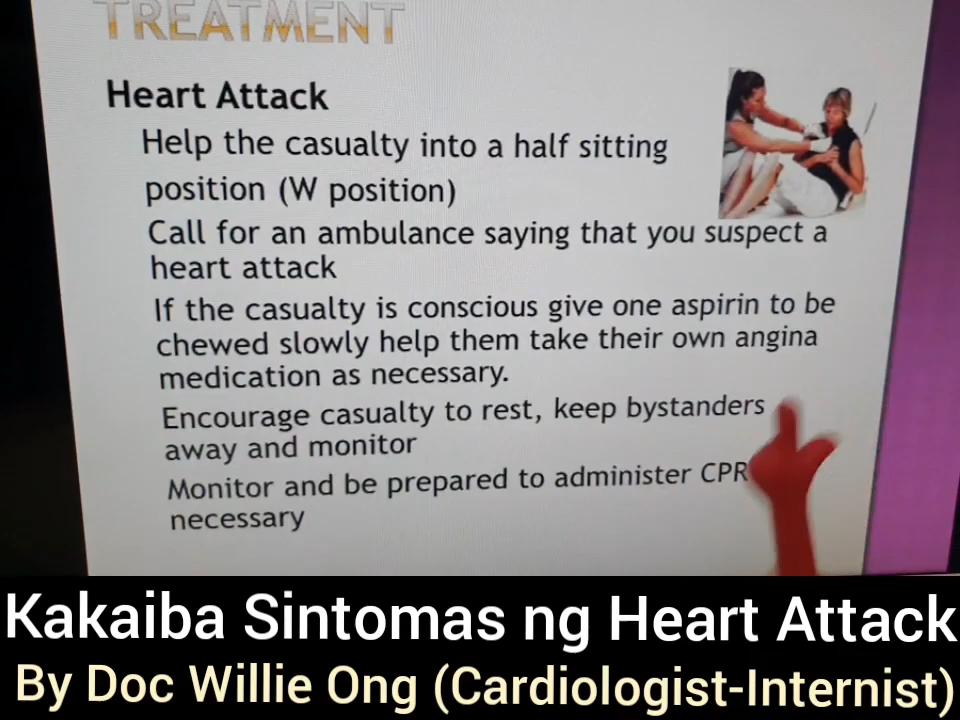 TREATMENT
Heart Attack
Help the casualty into a half sitting
position (W position)
Call for an ambulance saying that you suspect a
heart attack
If the casualty is conscious give one aspirin to be
chewed slowly help them take their own angina
medication as necessary.
Encourage casualty to rest, keep bystanders
away and monitor
Monitor and be prepared to administer CPR
necessary
Kakaiba Sintomas ng Heart Attack
By Doc Willie Ong (Cardiologist-Internist)